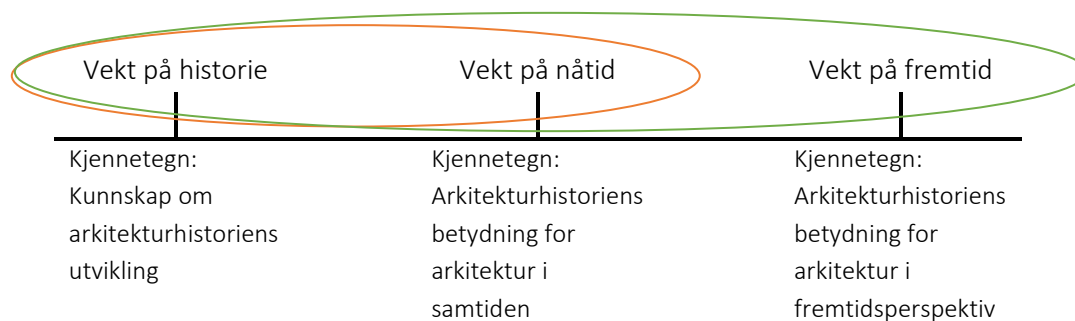 Vekt på historie
Vekt på nåtid
Vekt på fremtid
Kjennetegn:
Kunnskap om
arkitekturhistoriens
utvikling
Kjennetegn:
Arkitekturhistoriens
betydning for
arkitektur i
samtiden
Kjennetegn:
Arkitekturhistoriens
betydning for
arkitektur i
fremtidsperspektiv